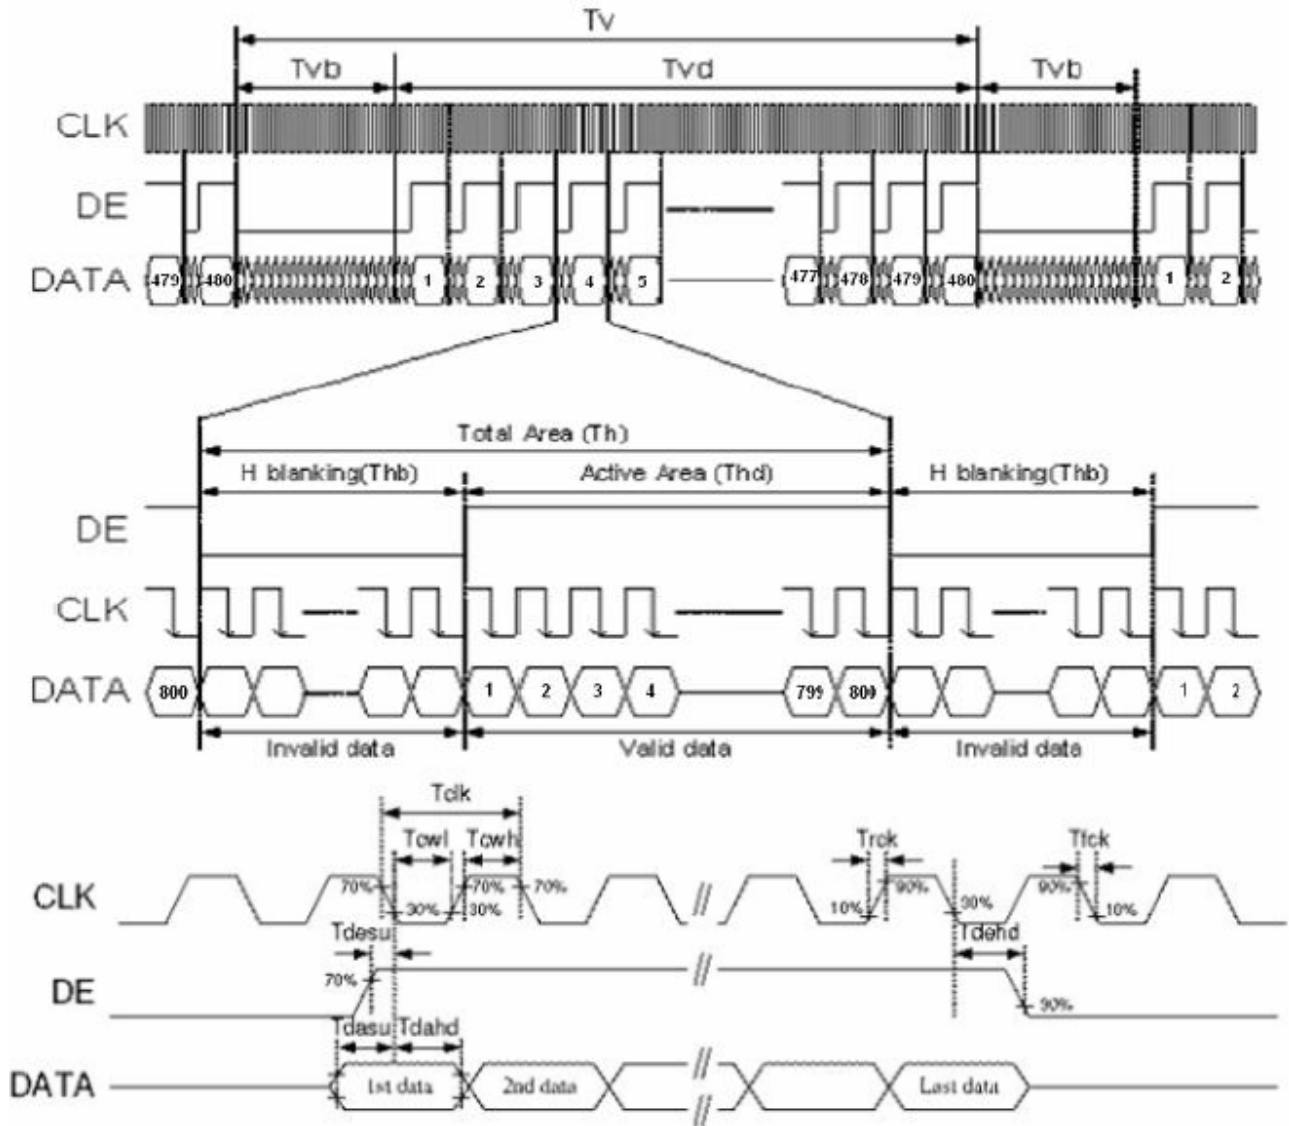 Tv
Tvb Tvd Tvb
CLK
DE
DATA 479 480 1 2 3 4 5 477 478 479 480 1 2
Total Area (Th)
H blanking(Thb) Active Area (Thd) H blanking(Thb)
DE
CLK
DATA 800 1 2 3 4 799 800 1 2
Invalid data Valid data Invalid data
Tclk
Tcwl Tcwh Trck Tfck
CLK 70% 70% 70% 90% 90%
30% 30% 10% 30% 10%
Tdesu Tdehd
70%
DE 30%
Tdasu Tdahd
DATA 1st data 2nd data Last data